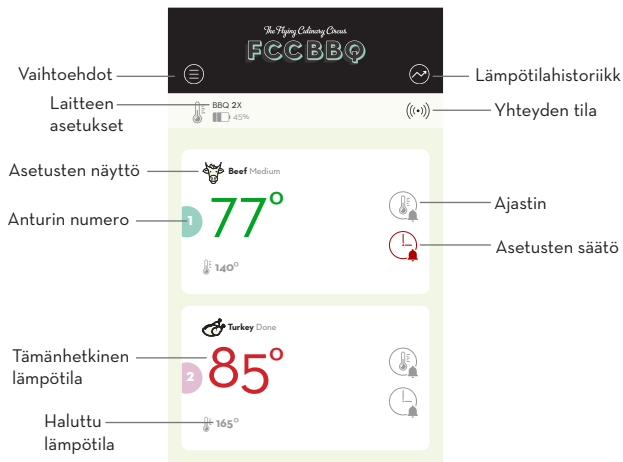 The Flying Culinary Circus
FCCBBQ
Vaihtoehdot
Lämpötilahistoriikk
Laitteen
asetukset
BBQ 2X
45%
Yhteyden tila
Asetusten näyttö
Beef Medium
Anturin numero
1
77°
Ajastin
Asetusten säätö
140°
Turkey Done
Tämänhetkinen
lämpötila
2
85°
Haluttu
lämpötila
165°